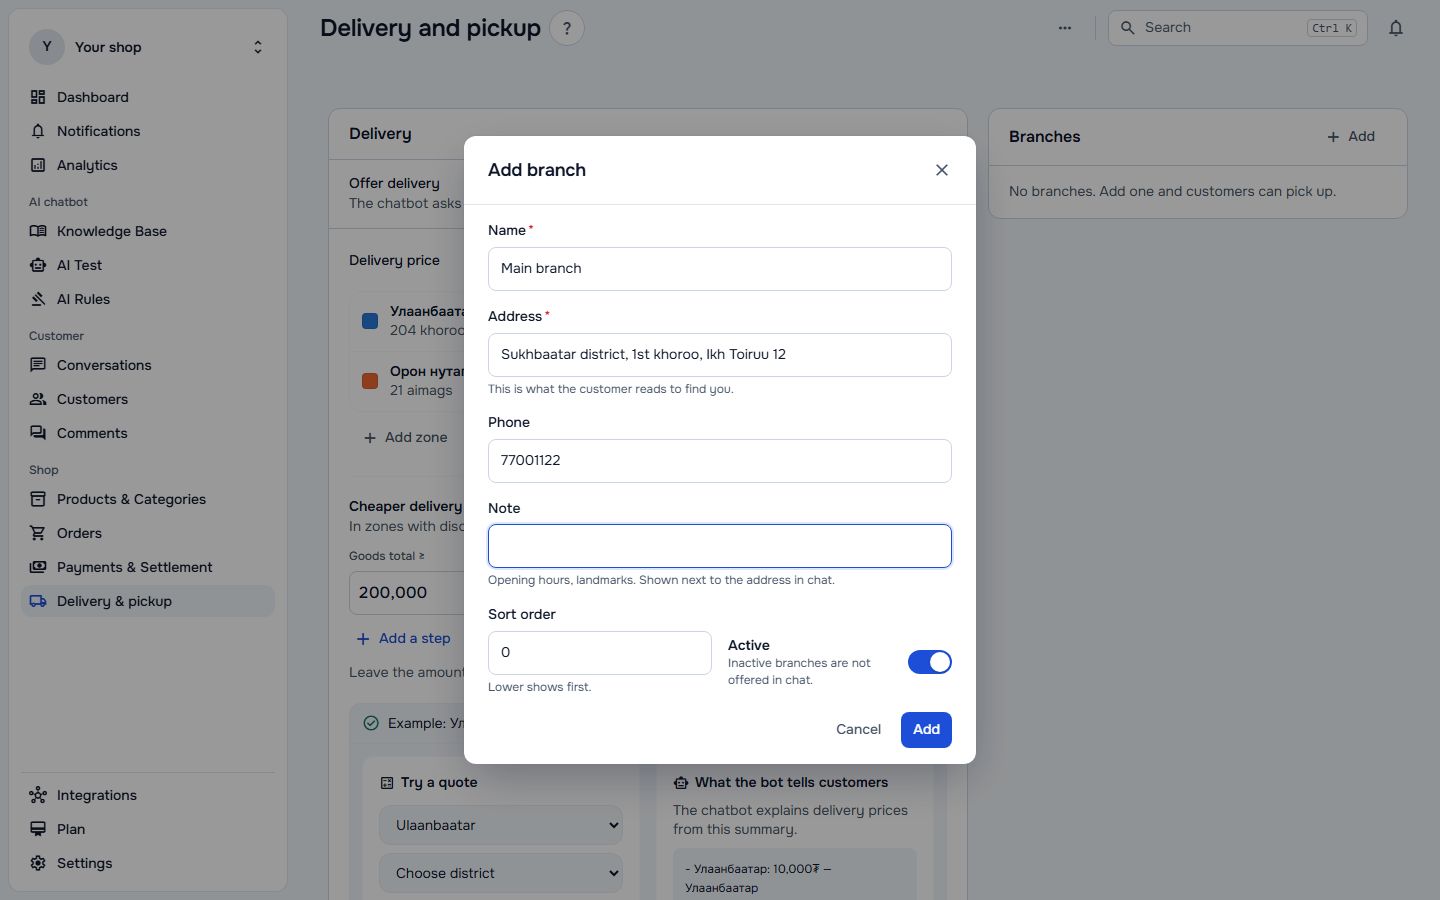 Y
Your shop
Dashboard
Notifications
Analytics
AI chatbot
Knowledge Base
AI Test
AI Rules
Customer
Conversations
Customers
Comments
Shop
Products & Categories
Orders
Payments & Settlement
Delivery & pickup
Integrations
Plan
Settings
Delivery and pickup
?
Search
Ctrl K
Delivery
Offer delivery
The chatbot asks
Delivery price
204 khoroo
21 aimags
Add zone
Cheaper delivery
In zones with
Goods total ≥
200,000
Add a step
Leave the amount
Example:
Try a quote
Ulaanbaatar
Choose district
What the bot tells customers
The chatbot explains delivery prices
from this summary.
- Улаанбаатар: 10,000₮ —
Улаанбаатар
Branches
Add
No branches. Add one and customers can pick up.
Add branch
Name *
Main branch
Address *
Sukhbaatar district, 1st khoroo, Ikh Toiruu 12
This is what the customer reads to find you.
Phone
77001122
Note
Opening hours, landmarks. Shown next to the address in chat.
Sort order
0
Lower shows first.
Active
Inactive branches are not
offered in chat.
Cancel
Add